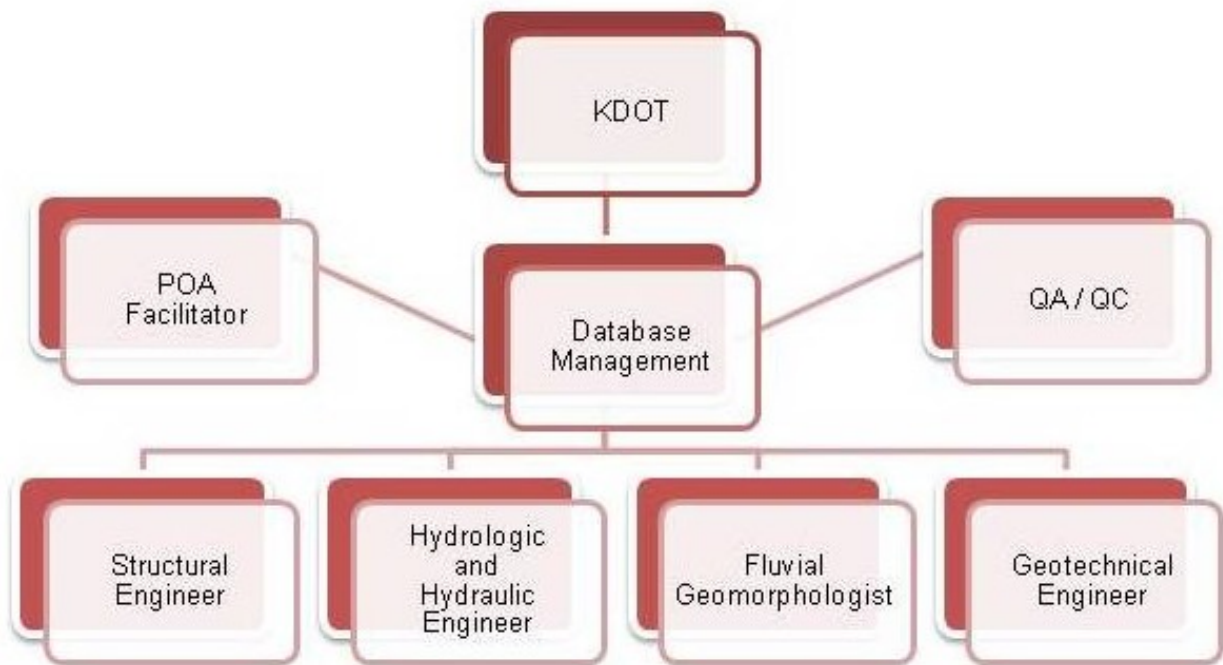 KDOT
POA
Facilitator
Database
Management
QA / QC
Structural
Engineer
Hydrologic
and
Hydraulic
Engineer
Fluvial
Geomorphologist
Geotechnical
Engineer